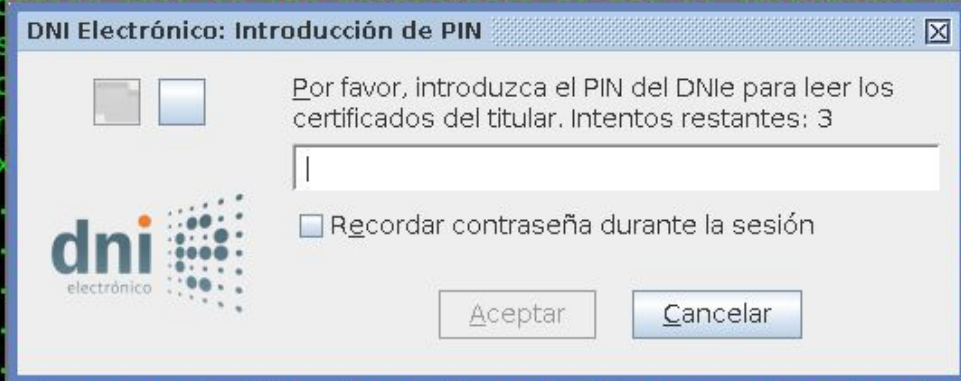 DNI Electrónico: Introducción de PIN
Por favor, introduzca el PIN del DNIe para leer los
certificados del titular. Intentos restantes: 3
Recordar contraseña durante la sesión
dni
electrónico
Aceptar
Cancelar